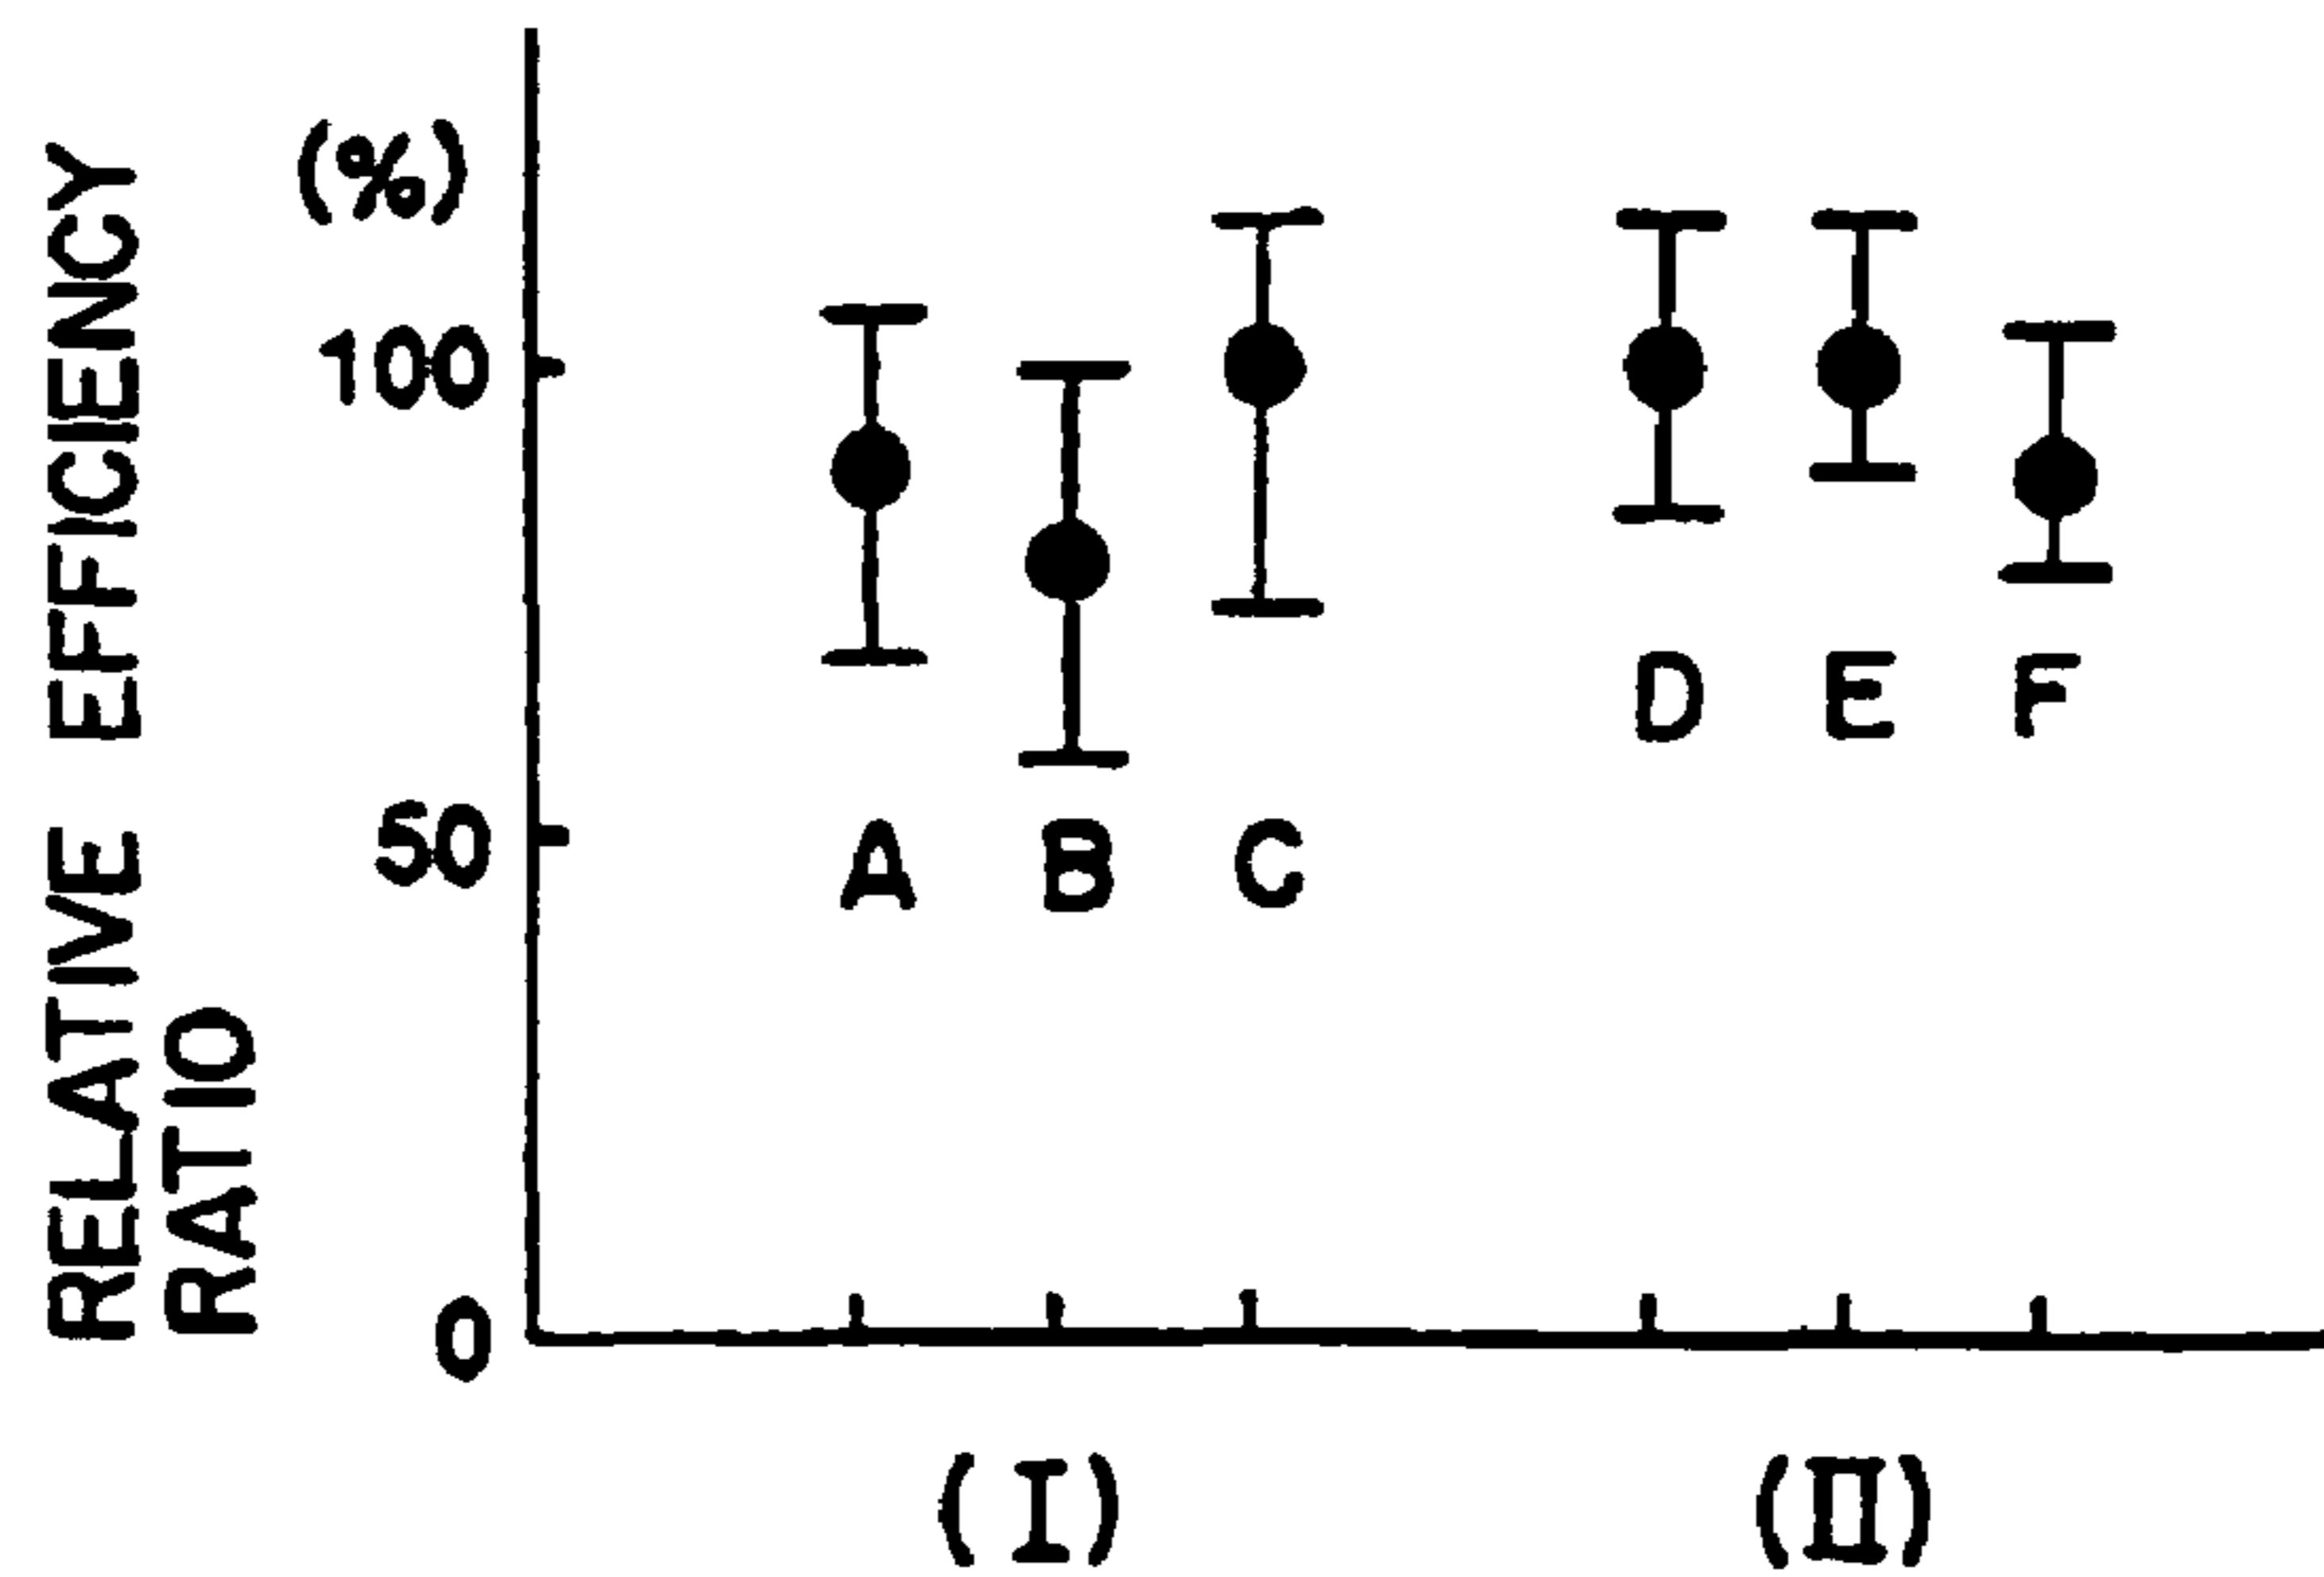 RELATIVE EFFICIENCY
RATIO
(%)
100
50
0
A B C
D E F
(I) (II)